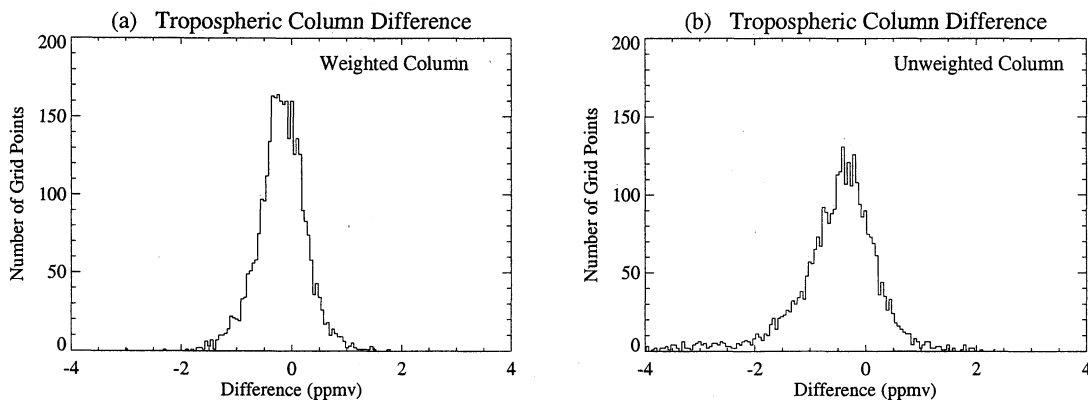 (a) Tropospheric Column Difference
200
150
100
50
0
Number of Grid Points
Weighted Column
-4 -2 0 2 4
Difference (ppmv)
(b) Tropospheric Column Difference
200
150
100
50
0
Number of Grid Points
Unweighted Column
-4 -2 0 2 4
Difference (ppmv)